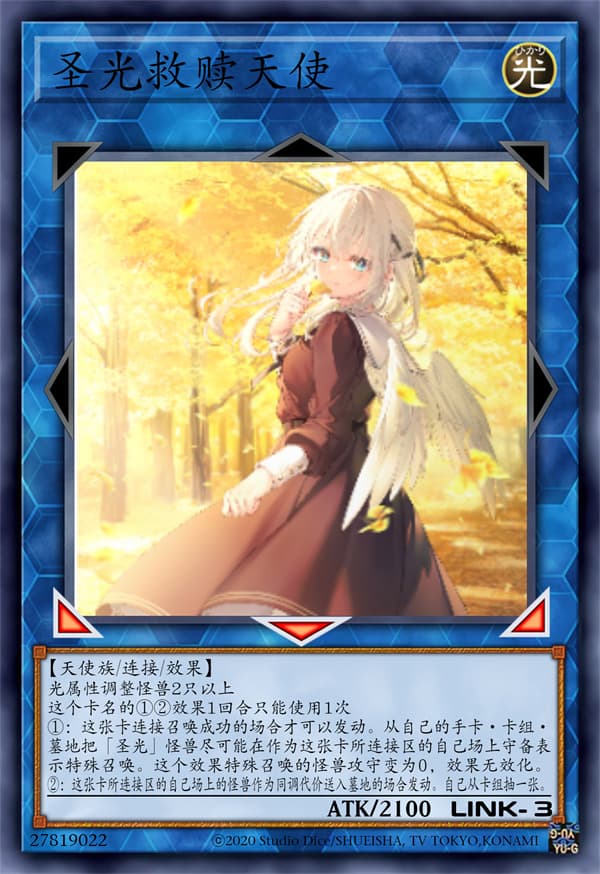 圣光救赎天使
ひかり
光
【天使族/连接/效果】
光属性调整怪兽2只以上
这个卡名的①②效果1回合只能使用1次
①：这张卡连接召唤成功的场合才可以发动。从自己的手卡・卡组・
墓地把「圣光」怪兽尽可能在作为这张卡所连接区的自己场上守备表
示特殊召唤。这个效果特殊召唤的怪兽攻守变为0，效果无效化。
②：这张卡所连接区的自己场上的怪兽作为同调代价送入墓地的场合发动。自己从卡组抽一张。
ATK/2100 LINK-3
27819022 ©2020 Studio Dice/SHUEISHA, TV TOKYO,KONAMI
YU-G
YU-G